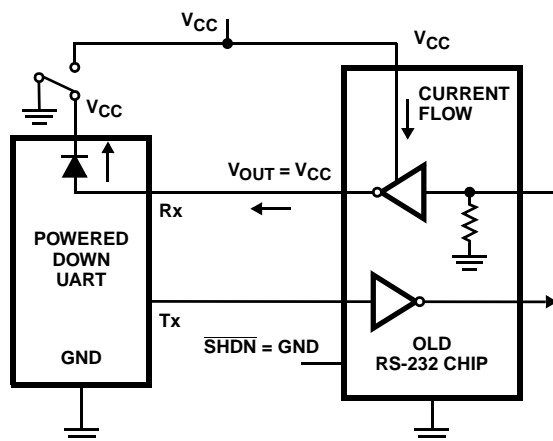 VCC
VCC
VCC
CURRENT
FLOW
VOUT = VCC
Rx
POWERED
DOWN
UART
Tx
GND
SHDN = GND
OLD
RS-232 CHIP